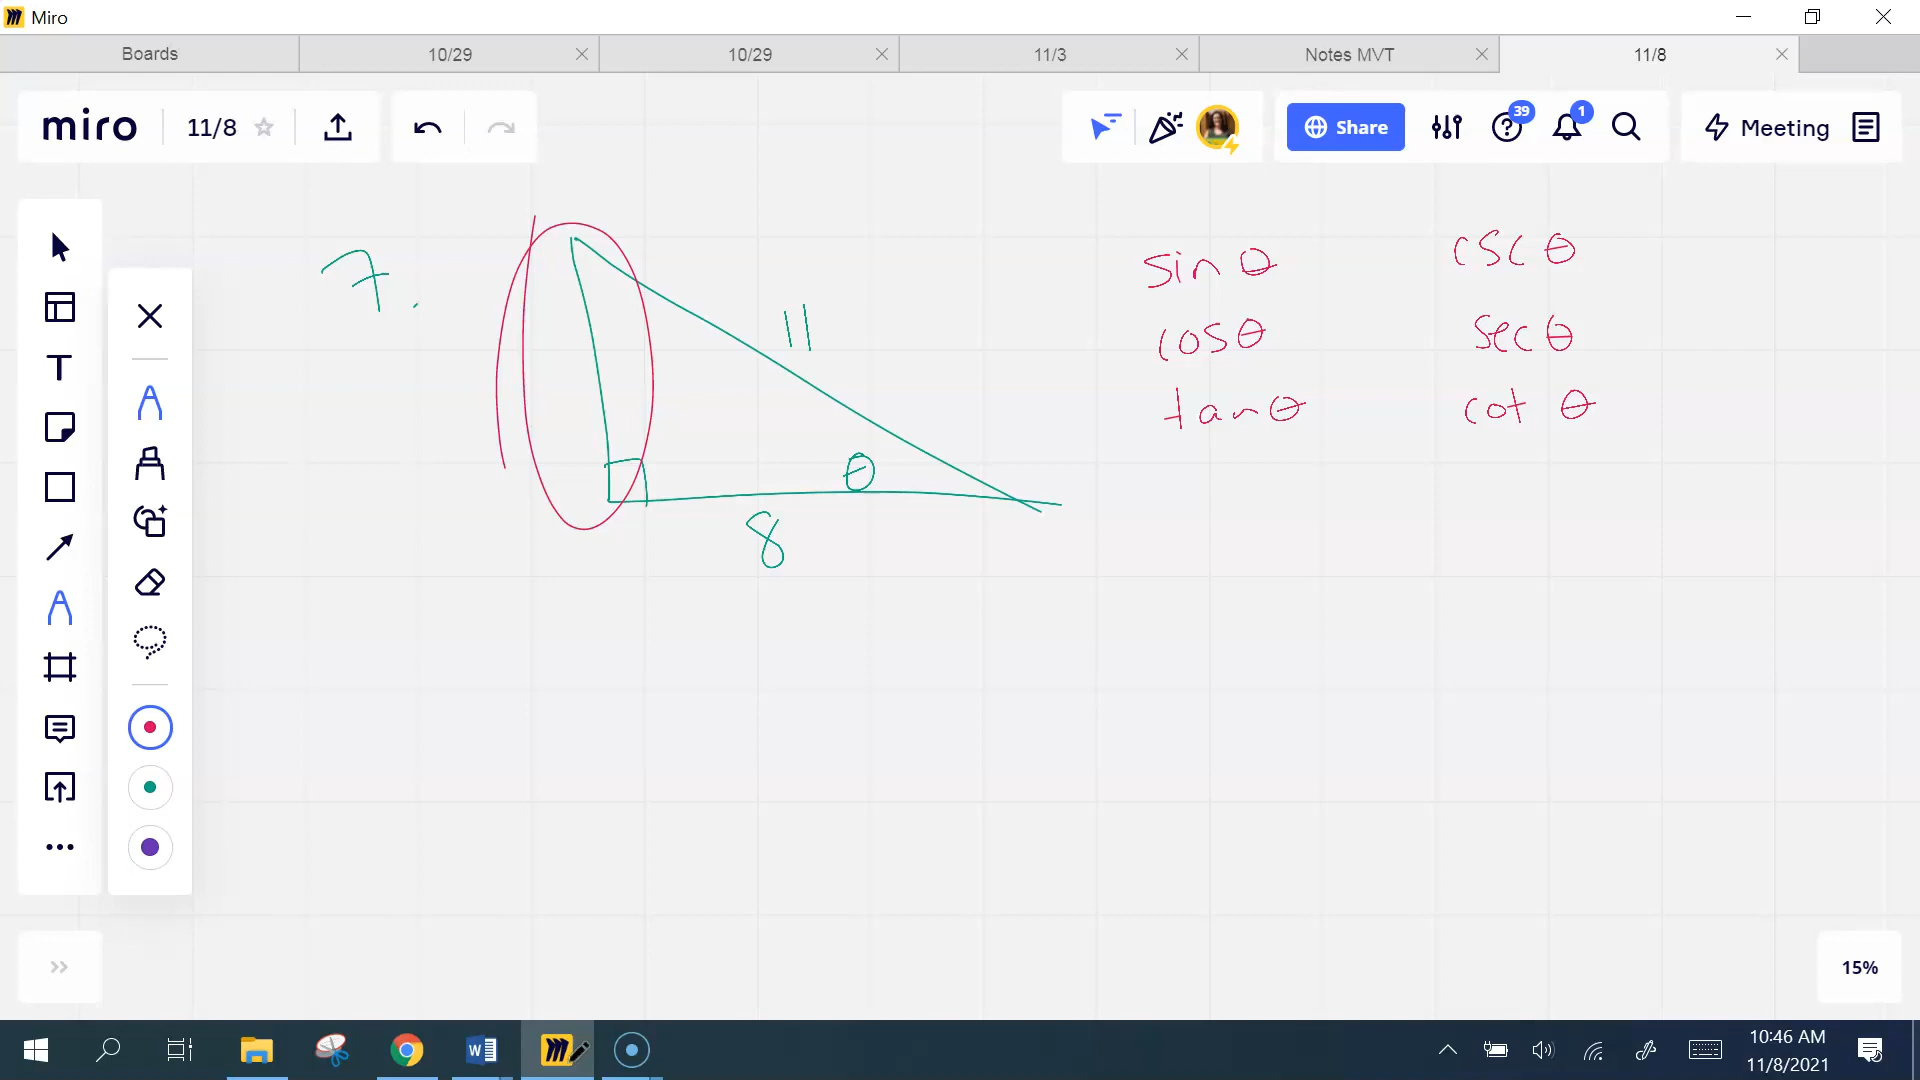 Miro
Boards 10/29 10/29 11/3 Notes MVT 11/8
miro 11/8 Share 39 1 Meeting
7.
11
θ
8
sin θ csc θ
cos θ sec θ
tan θ cot θ
15%
10:46 AM
11/8/2021